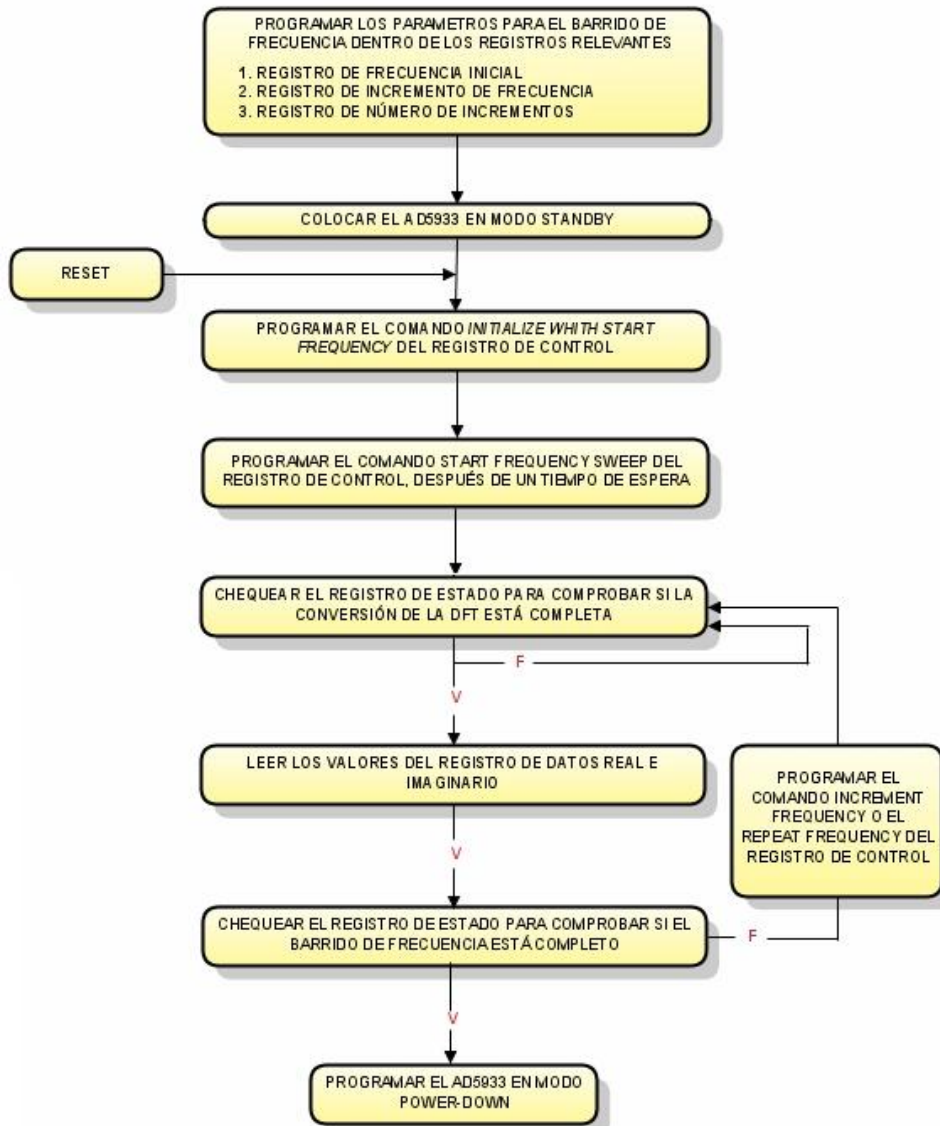 PROGRAMAR LOS PARAMETROS PARA EL BARRIDO DE
FRECUENCIA DENTRO DE LOS REGISTROS RELEVANTES
1. REGISTRO DE FRECUENCIA INICIAL
2. REGISTRO DE INCREMENTO DE FRECUENCIA
3. REGISTRO DE NÚMERO DE INCREMENTOS
COLOCAR EL AD5933 EN MODO STANDBY
RESET
PROGRAMAR EL COMANDO INITIALIZE WHITH START
FREQUENCY DEL REGISTRO DE CONTROL
PROGRAMAR EL COMANDO START FREQUENCY SWEEP DEL
REGISTRO DE CONTROL, DESPUÉS DE UN TIEMPO DE ESPERA
CHEQUEAR EL REGISTRO DE ESTADO PARA COMPROBAR SI LA
CONVERSIÓN DE LA DFT ESTÁ COMPLETA
F
V
LEER LOS VALORES DEL REGISTRO DE DATOS REAL E
IMAGINARIO
PROGRAMAR EL
COMANDO INCREMENT
FREQUENCY O EL
REPEAT FREQUENCY DEL
REGISTRO DE CONTROL
V
CHEQUEAR EL REGISTRO DE ESTADO PARA COMPROBAR SI EL
BARRIDO DE FRECUENCIA ESTÁ COMPLETO
F
V
PROGRAMAR EL AD5933 EN MODO
POWER-DOWN